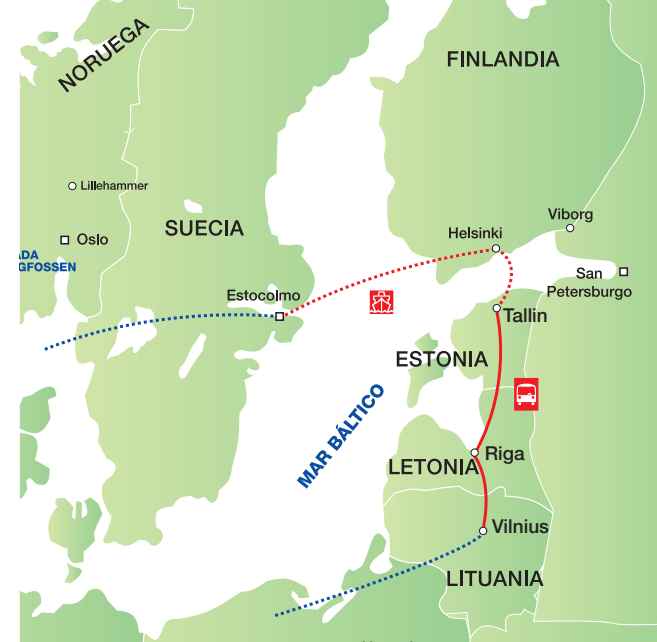 NORUEGA
FINLANDIA
Lillehammer
SUECIA
Viborg
Helsinki
Oslo
ADA
GFOSSEN
San
Petersburgo
Estocolmo
Tallin
ESTONIA
MAR BÁLTICO
Riga
LETONIA
Vilnius
LITUANIA